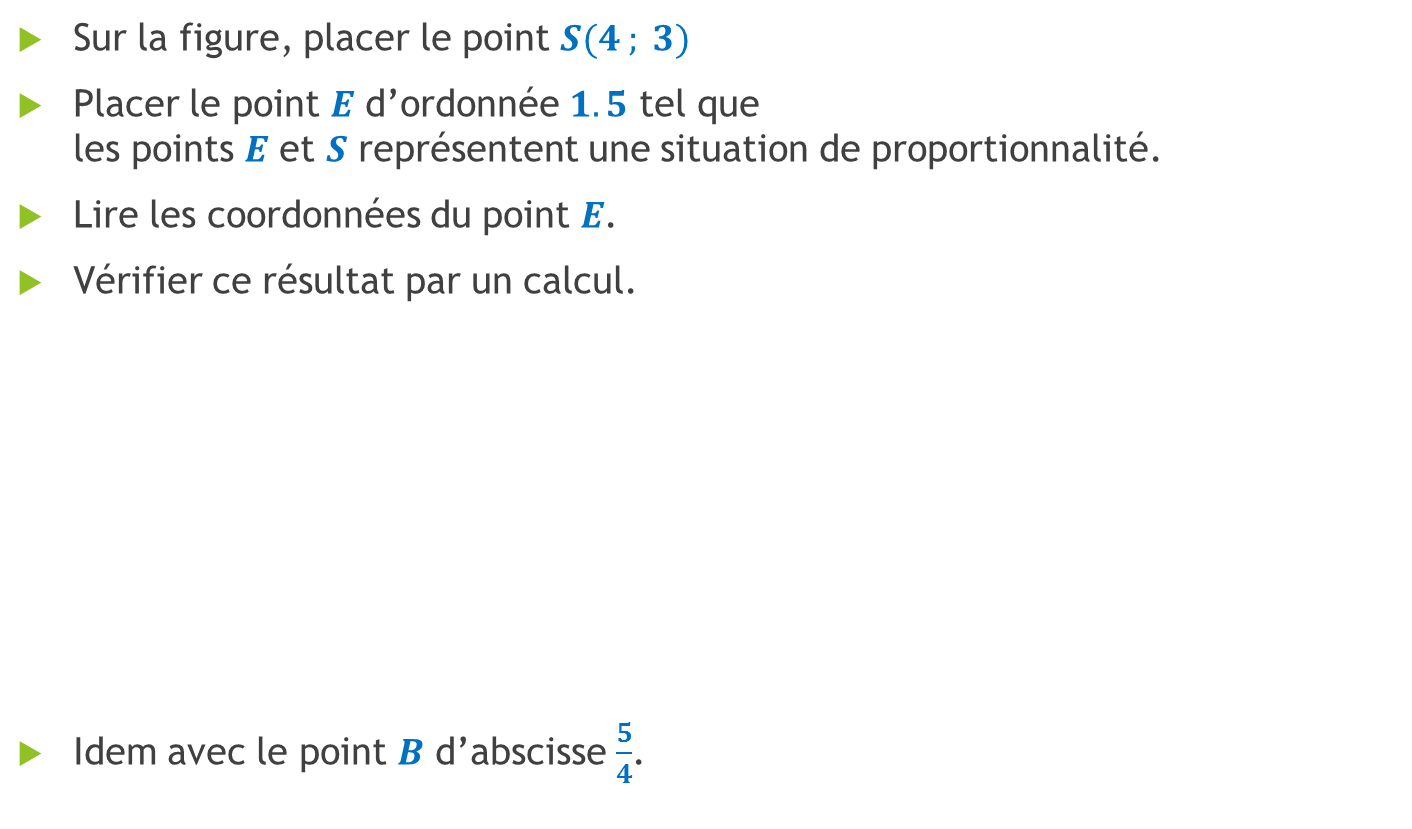 Sur la figure, placer le point S(4 ; 3)
Placer le point E d’ordonnée 1.5 tel que
les points E et S représentent une situation de proportionnalité.
Lire les coordonnées du point E.
Vérifier ce résultat par un calcul.
Idem avec le point B d’abscisse 5/4.